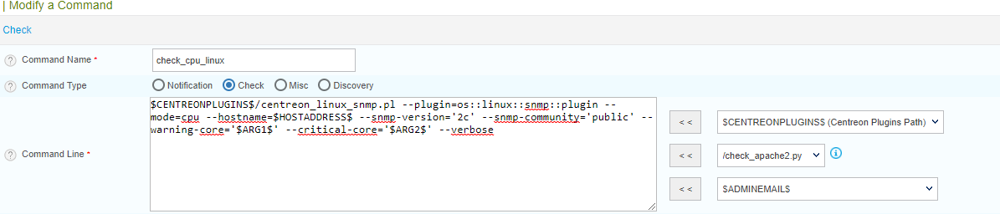 | Modify a Command
Check
? Command Name * check_cpu_linux
? Command Type Notification Check Misc Discovery
$CENTREONPLUGINS$/centreon_linux_snmp.pl --plugin=os::linux::snmp::plugin --
mode=cpu --hostname=$HOSTADDRESS$ --snmp-version='2c' --snmp-community='public' --
warning-core='$ARG1$' --critical-core='$ARG2$' --verbose
? Command Line *
< < $CENTREONPLUGINS$ (Centreon Plugins Path)
< < /check_apache2.py i
< < $ADMINEMAIL$